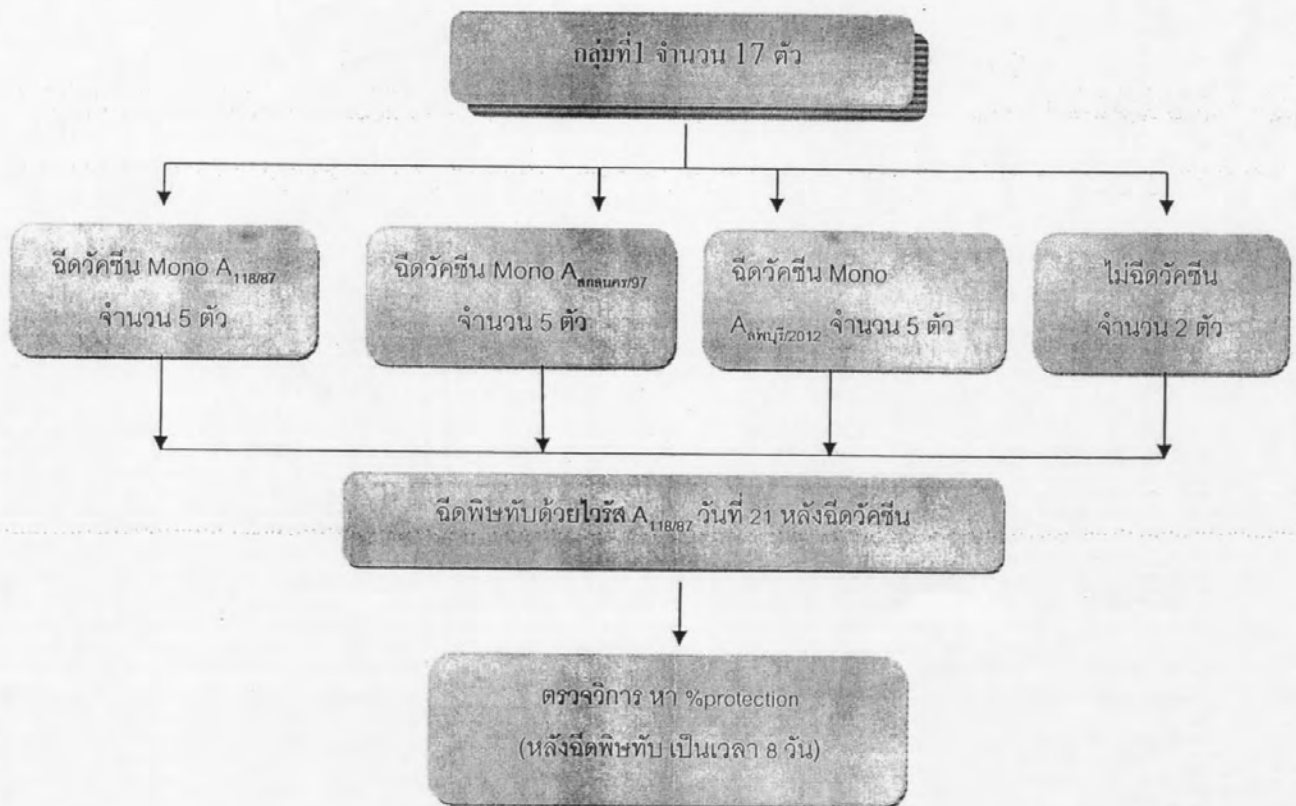 กลุ่มที่1 จำนวน 17 ตัว
ฉีดวัคซีน Mono A118/87
จำนวน 5 ตัว
ฉีดวัคซีน Mono Aสกลนคร/97
จำนวน 5 ตัว
ฉีดวัคซีน Mono
Aลพบุรี/2012 จำนวน 5 ตัว
ไม่ฉีดวัคซีน
จำนวน 2 ตัว
ฉีดพิษทับด้วยไวรัส A118/87 วันที่ 21 หลังฉีดวัคซีน
ตรวจวิการ หา %protection
(หลังฉีดพิษทับ เป็นเวลา 8 วัน)